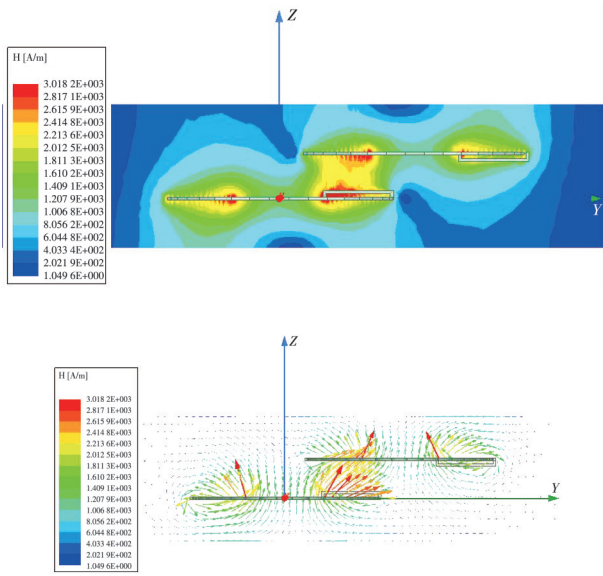 Z
H [A/m]
3.018 2E+003
2.817 1E+003
2.615 9E+003
2.414 8E+003
2.213 6E+003
2.012 5E+003
1.811 3E+003
1.610 2E+003
1.409 1E+003
1.207 9E+003
1.006 8E+003
8.056 2E+002
6.044 8E+002
4.033 4E+002
2.021 9E+002
1.049 6E+000
Y
Z
H [A/m]
3.018 2E+003
2.817 1E+003
2.615 9E+003
2.414 8E+003
2.213 6E+003
2.012 5E+003
1.811 3E+003
1.610 2E+003
1.409 1E+003
1.207 9E+003
1.006 8E+003
8.056 2E+002
6.044 8E+002
4.033 4E+002
2.021 9E+002
1.049 6E+000
Y